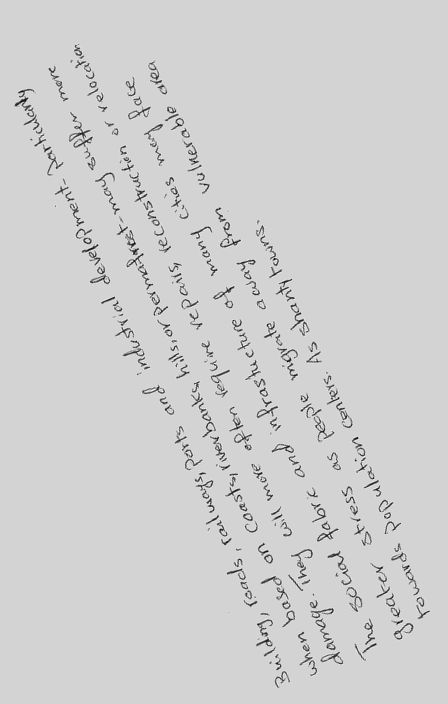 Building, roads, railways, ports and industrial development- particularly
when based on coasts, riverbanks, hills, or permafrost-may suffer more
damage. They will more often require repairs, reconstruction or relocation
The social fabric and infrastucture of many cities may face
greater stress as people migrate away from vulnerable area
towards population centers. As shanty towns.